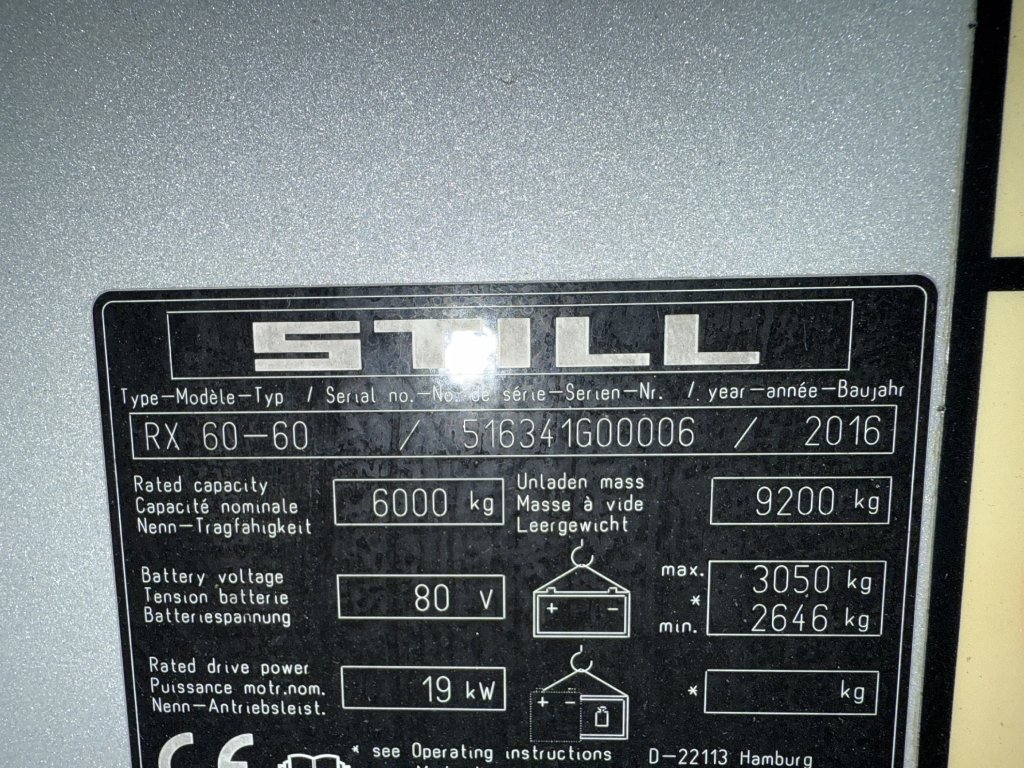 STILL
Type-Modèle-Typ / Serial no.-No. de série-Serien-Nr. / year-année-Baujahr
RX 60-60 / 516341G00006 / 2016
Rated capacity
Capacité nominale
Nenn-Tragfähigkeit
6000 kg
Unladen mass
Masse à vide
Leergewicht
9200 kg
Battery voltage
Tension batterie
Batteriespannung
80 V
+ -
max.
*
min.
3050 kg
2646 kg
Rated drive power
Puissance motr.nom.
Nenn-Antriebsleist.
19 kW
+ -
* kg
CE
* see Operating instructions
D-22113 Hamburg